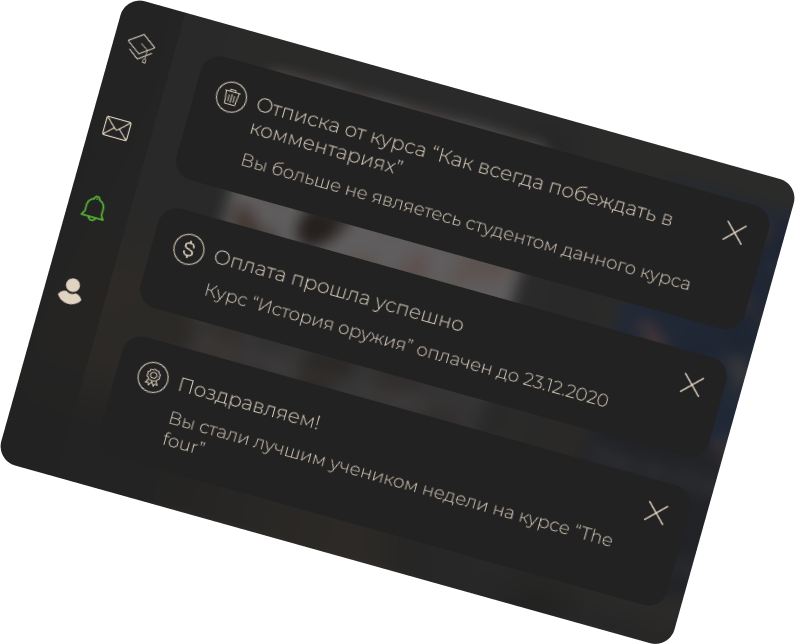 Отписка от курса “Как всегда побеждать в
комментариях”
Вы больше не являетесь студентом данного курса
Оплата прошла успешно
Курс “История оружия” оплачен до 23.12.2020
Поздравляем!
Вы стали лучшим учеником недели на курсе “The
four”